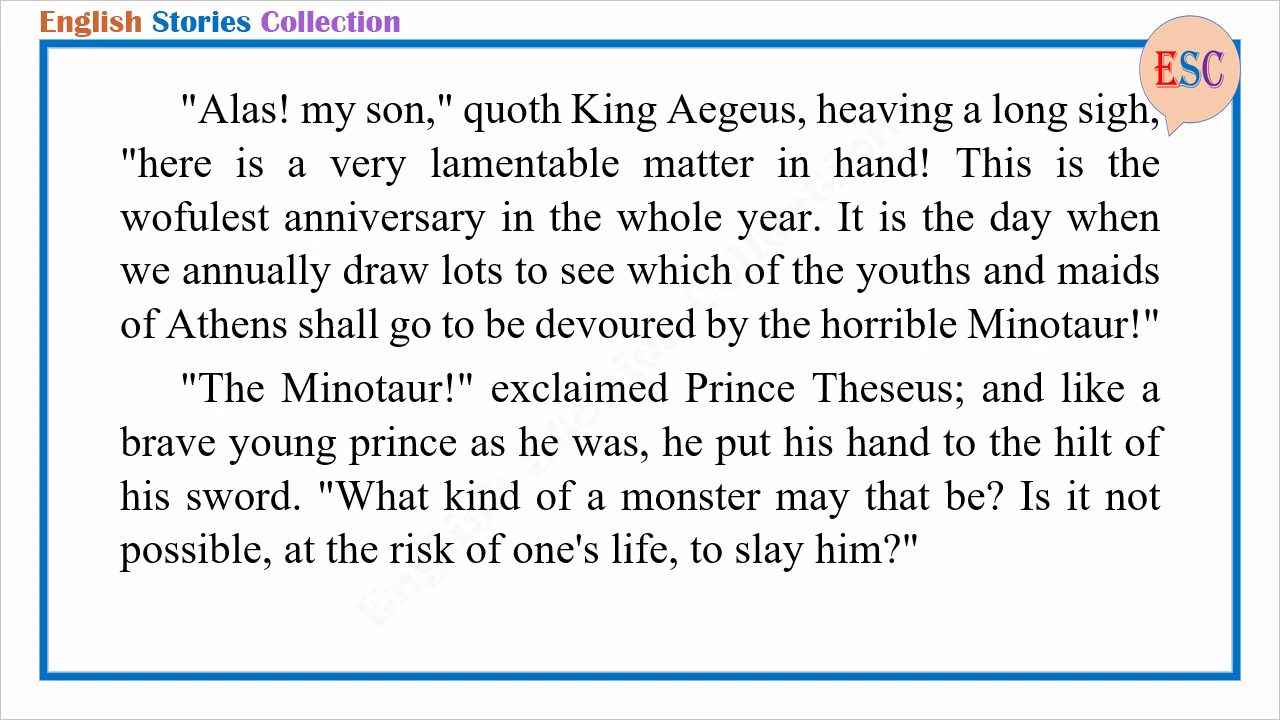 English Stories Collection
ESC
"Alas! my son," quoth King Aegeus, heaving a long sigh,
"here is a very lamentable matter in hand! This is the
wofulest anniversary in the whole year. It is the day when
we annually draw lots to see which of the youths and maids
of Athens shall go to be devoured by the horrible Minotaur!"
"The Minotaur!" exclaimed Prince Theseus; and like a
brave young prince as he was, he put his hand to the hilt of
his sword. "What kind of a monster may that be? Is it not
possible, at the risk of one's life, to slay him?"
English Stories Collection